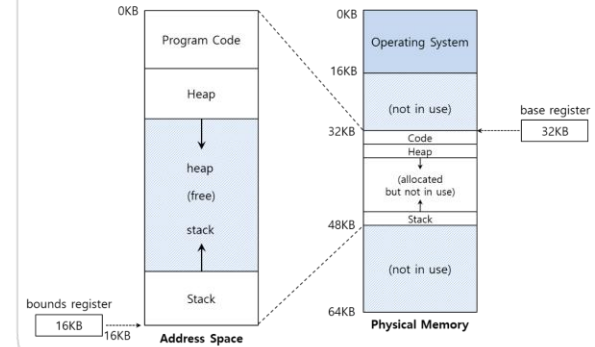 0KB
Program Code
Heap
heap
(free)
stack
Stack
bounds register
16KB
16KB
Address Space
0KB
Operating System
16KB
(not in use)
base register
32KB
32KB
Code
Heap
(allocated
but not in use)
Stack
48KB
(not in use)
64KB
Physical Memory